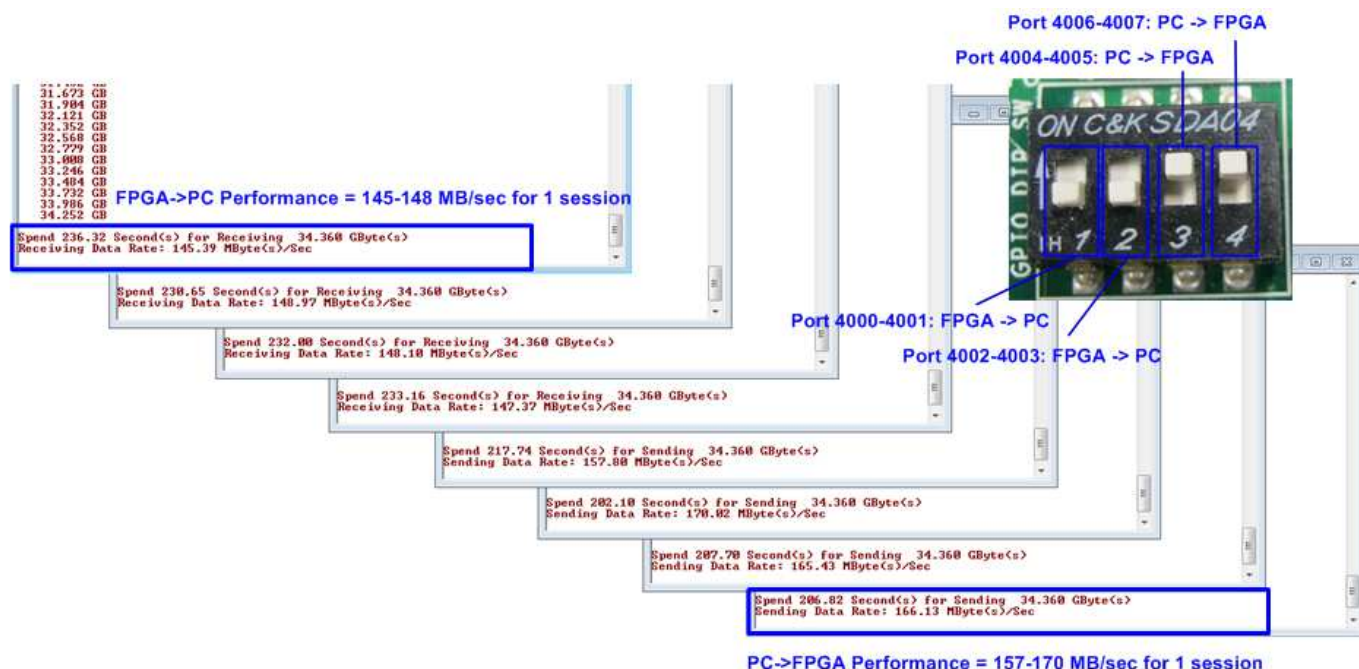 Port 4006-4007: PC -> FPGA
Port 4004-4005: PC -> FPGA
31.673 GB
31.904 GB
32.121 GB
32.352 GB
32.568 GB
32.779 GB
33.008 GB
33.246 GB
33.484 GB
33.732 GB
33.986 GB
34.252 GB
FPGA->PC Performance = 145-148 MB/sec for 1 session
Spend 236.32 Second(s) for Receiving 34.360 GByte(s)
Receiving Data Rate: 145.39 MByte(s)/Sec
Spend 230.65 Second(s) for Receiving 34.360 GByte(s)
Receiving Data Rate: 148.97 MByte(s)/Sec
Spend 232.00 Second(s) for Receiving 34.360 GByte(s)
Receiving Data Rate: 148.10 MByte(s)/Sec
Spend 233.16 Second(s) for Receiving 34.360 GByte(s)
Receiving Data Rate: 147.37 MByte(s)/Sec
Spend 217.74 Second(s) for Sending 34.360 GByte(s)
Sending Data Rate: 157.80 MByte(s)/Sec
Spend 202.10 Second(s) for Sending 34.360 GByte(s)
Sending Data Rate: 170.02 MByte(s)/Sec
Spend 207.70 Second(s) for Sending 34.360 GByte(s)
Sending Data Rate: 165.43 MByte(s)/Sec
Spend 206.82 Second(s) for Sending 34.360 GByte(s)
Sending Data Rate: 166.13 MByte(s)/Sec
PC->FPGA Performance = 157-170 MB/sec for 1 session
GPIO DIP SW
ON C&K SDA04
1 2 3 4
Port 4000-4001: FPGA -> PC
Port 4002-4003: FPGA -> PC